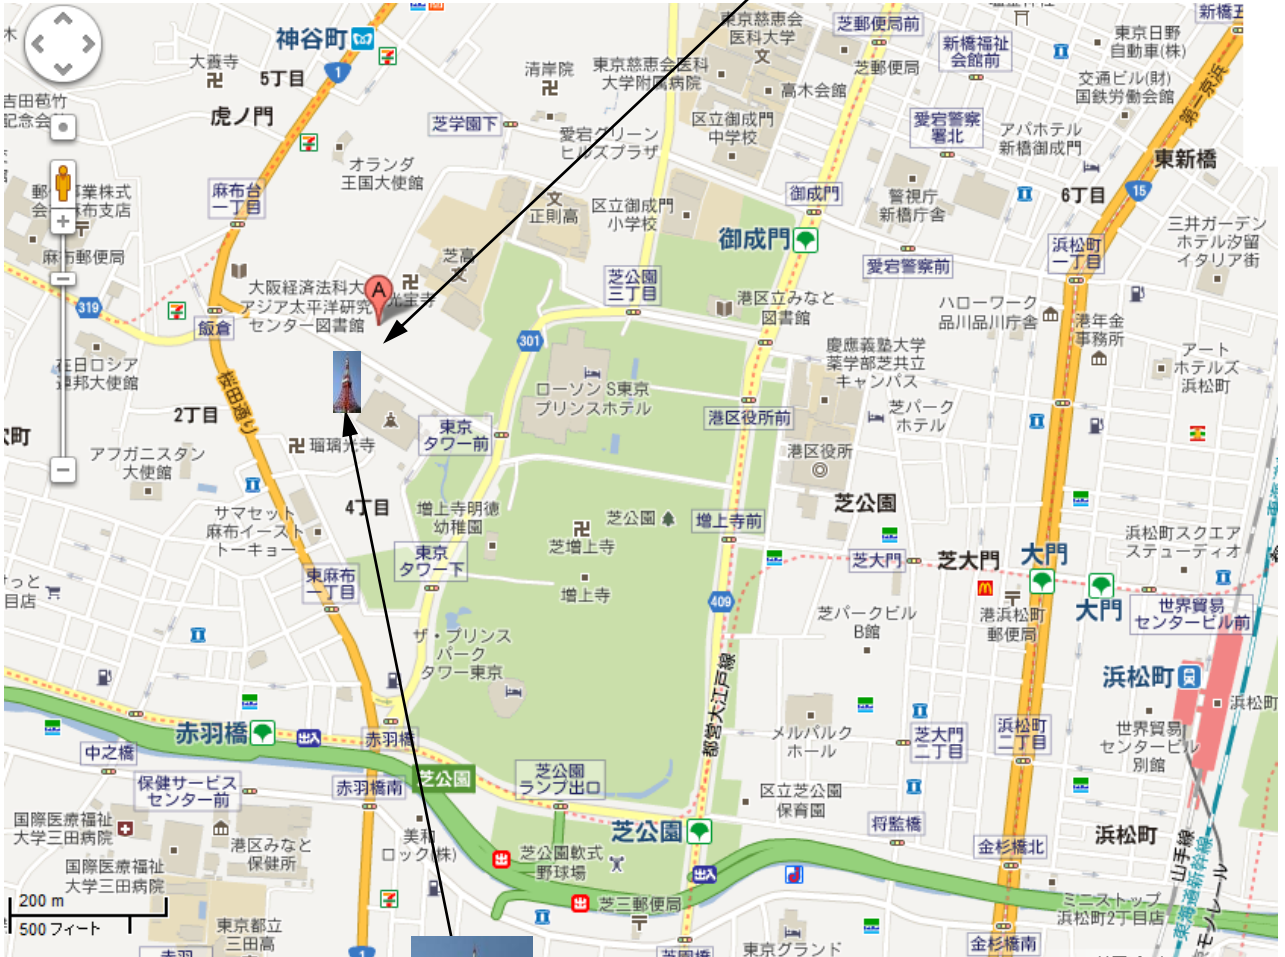 神谷町
1
5丁目
大養寺
虎ノ門
オランダ
王国大使館
清岸院
東京慈恵会医科
大学附属病院
東京慈恵会
医科大学
芝郵便局前
芝郵便局
新橋福祉
会館前
東京日野
自動車(株)
交通ビル(財)
国鉄労働会館
第一京浜
高木会館
区立御成門
中学校
芝学園下
愛宕グリーン
ヒルズプラザ
愛宕警察
署北
アパホテル
新橋御成門
東新橋
6丁目
15
麻布台
一丁目
麻布郵便局
正則高
区立御成門
小学校
御成門
御成門
警視庁
新橋庁舎
愛宕警察前
浜松町
一丁目
三井ガーデン
ホテル汐留
イタリア街
芝高
芝公園
三丁目
大阪経済法科大
アジア太平洋研究
センター図書館
A
光宝寺
319
飯倉
301
港区立みなと
図書館
ハローワーク
品川品川庁舎
港年金
事務所
慶應義塾大学
薬学部芝共立
キャンパス
アート
ホテルズ
浜松町
在日ロシア
連邦大使館
桜田通り
2丁目
ローソン S東京
プリンスホテル
港区役所前
芝パーク
ホテル
東京
タワー前
瑠璃光寺
アフガニスタン
大使館
港区役所
4丁目
サマセット
麻布イースト
トーキョー
増上寺明徳
幼稚園
芝公園
増上寺前
芝公園
芝増上寺
増上寺
浜松町スクエア
ステューディオ
東京
タワー下
東麻布
一丁目
芝大門
芝大門
大門
大門
409
港浜松町
郵便局
世界貿易
センタービル前
芝パークビル
B館
ザ・プリンス
パーク
タワー東京
都営大江戸線
浜松町
浜松町
赤羽橋
出入
赤羽橋
中之橋
メルパルク
ホール
芝大門
二丁目
浜松町
二丁目
世界貿易
センタービル
別館
芝公園
芝公園
ランプ出口
保健サービス
センター前
赤羽橋南
区立芝公園
保育園
将監橋
国際医療福祉
大学三田病院
国際医療福祉
大学三田病院
港区みなと
保健所
美和
ロック(株)
芝公園
出
芝公園軟式
野球場
出入
金杉橋北
浜松町
山手線
東海道新幹線
出
芝三郵便局
ミニストップ
浜松町2丁目店
200 m
500 フィート
東京都立
三田高
1
東京グランド
金杉橋南